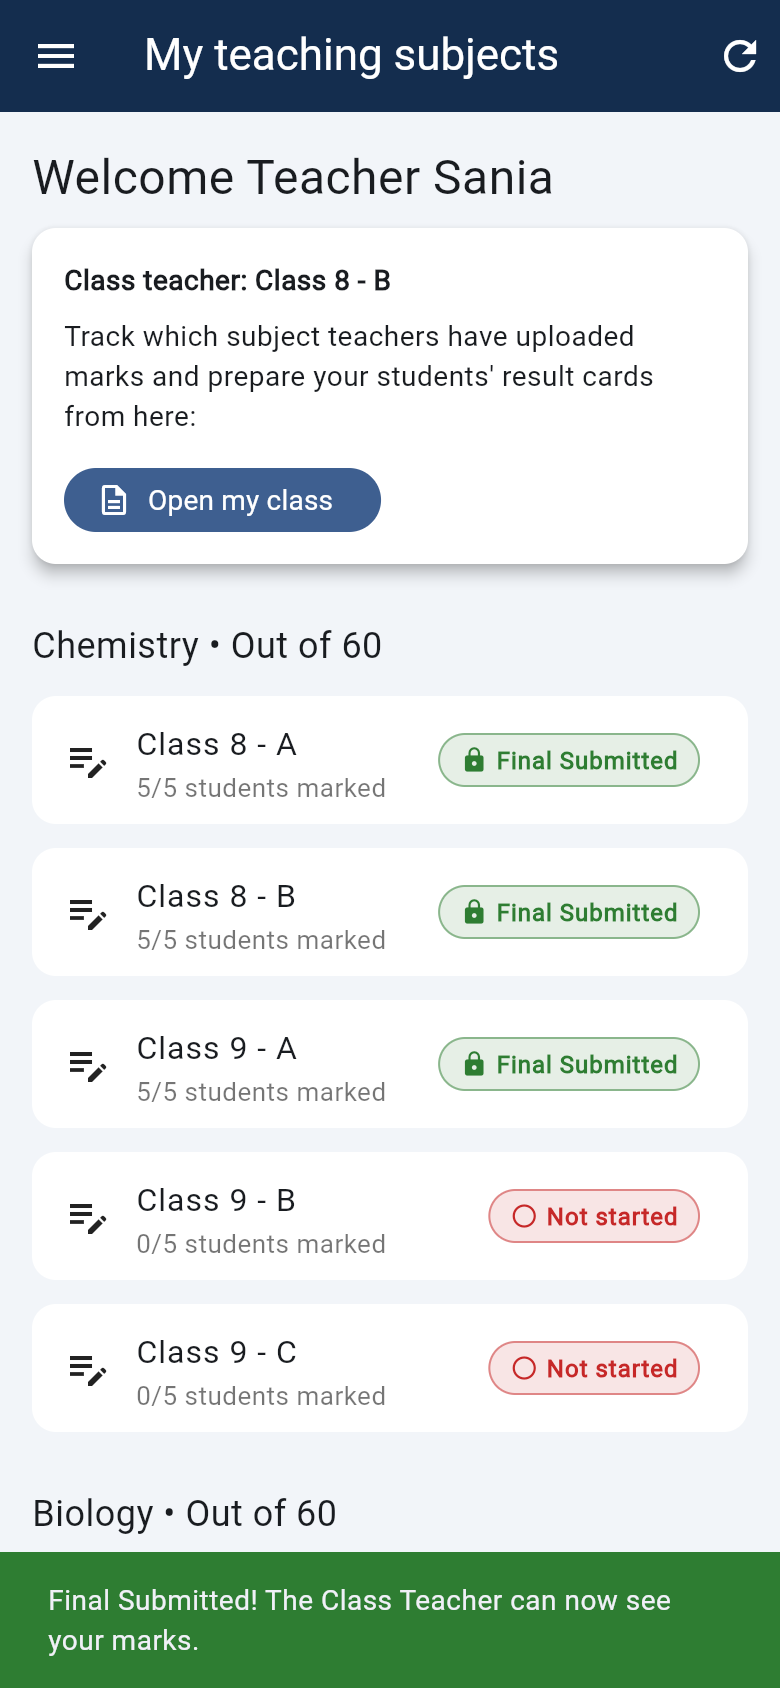 My teaching subjects
Welcome Teacher Sania
Class teacher: Class 8 - B
Track which subject teachers have uploaded
marks and prepare your students' result cards
from here:
Open my class
Chemistry • Out of 60
Class 8 - A
5/5 students marked
Final Submitted
Class 8 - B
5/5 students marked
Final Submitted
Class 9 - A
5/5 students marked
Final Submitted
Class 9 - B
0/5 students marked
Not started
Class 9 - C
0/5 students marked
Not started
Biology • Out of 60
Final Submitted! The Class Teacher can now see
your marks.